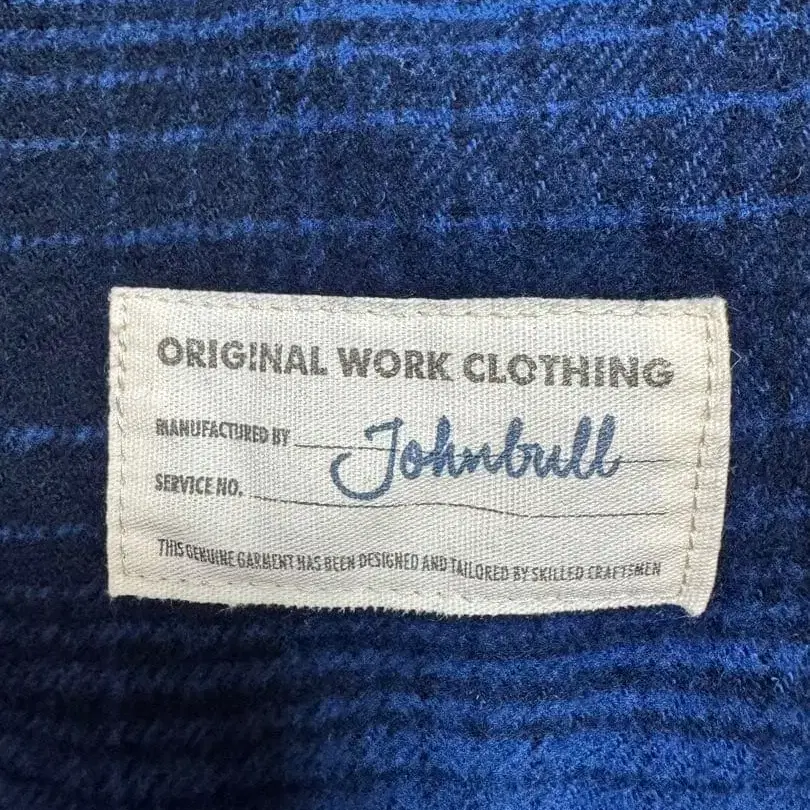 ORIGINAL WORK CLOTHING
MANUFACTURED BY Johnbull
SERVICE NO.
THIS GENUINE GARMENT HAS BEEN DESIGNED AND TAILORED BY SKILLED CRAFTSMEN